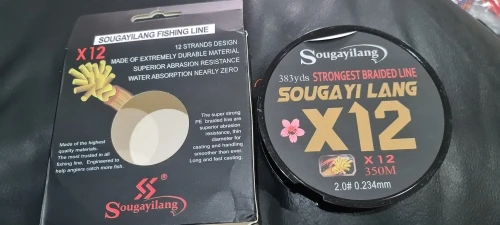 SOUGAYILANG FISHING LINE
X12
12 STRANDS DESIGN
MADE OF EXTREMELY DURABLE MATERIAL
SUPERIOR ABRASION RESISTANCE
WATER ABSORPTION NEARLY ZERO
Made of the highest
quality materials.
The most trusted in all
fishing line. Engineered to
help anglers catch more fish.
The super strong
PE braided line are
superior abrasion
resistance, thin
diameter for
casting and handling
smoother than ever.
Long and fast casting.
Sougayilang
Sougayilang
383yds STRONGEST BRAIDED LINE
SOUGAYI LANG
X12
X 12
350M
2.0# 0.234mm